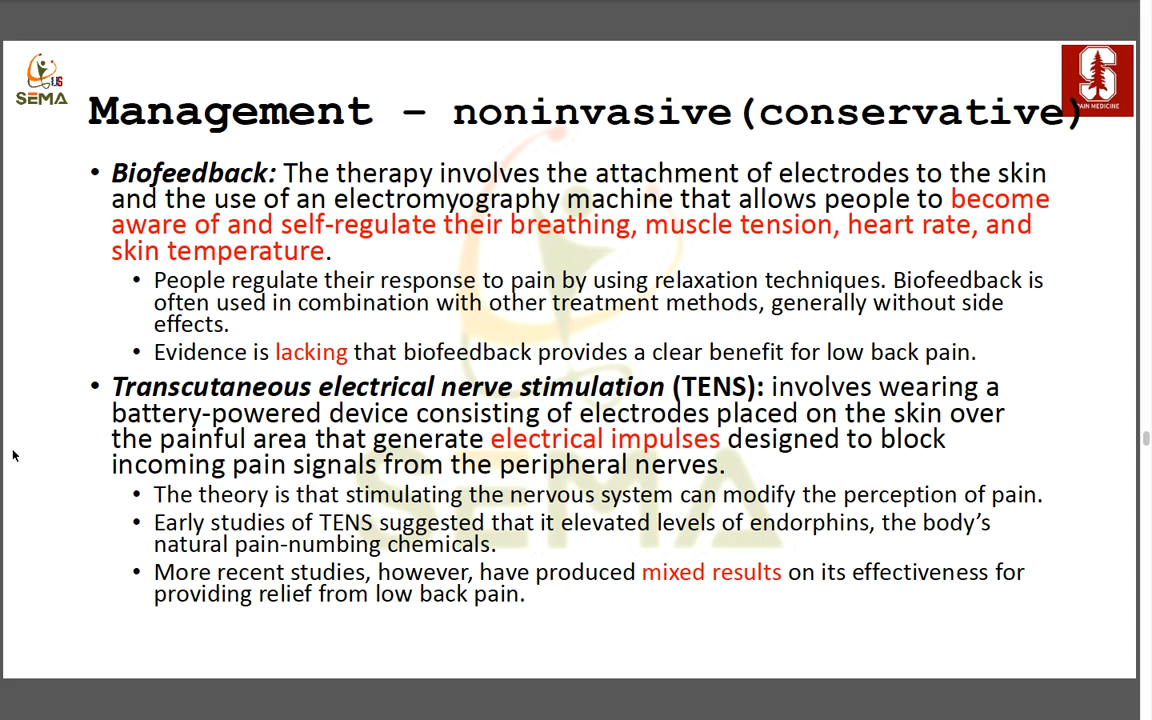 US
SEMA
PAIN MEDICINE
Management – noninvasive(conservative)
• Biofeedback: The therapy involves the attachment of electrodes to the skin
and the use of an electromyography machine that allows people to become
aware of and self-regulate their breathing, muscle tension, heart rate, and
skin temperature.
• People regulate their response to pain by using relaxation techniques. Biofeedback is
often used in combination with other treatment methods, generally without side
effects.
• Evidence is lacking that biofeedback provides a clear benefit for low back pain.
• Transcutaneous electrical nerve stimulation (TENS): involves wearing a
battery-powered device consisting of electrodes placed on the skin over
the painful area that generate electrical impulses designed to block
incoming pain signals from the peripheral nerves.
• The theory is that stimulating the nervous system can modify the perception of pain.
• Early studies of TENS suggested that it elevated levels of endorphins, the body’s
natural pain-numbing chemicals.
• More recent studies, however, have produced mixed results on its effectiveness for
providing relief from low back pain.
SEMA